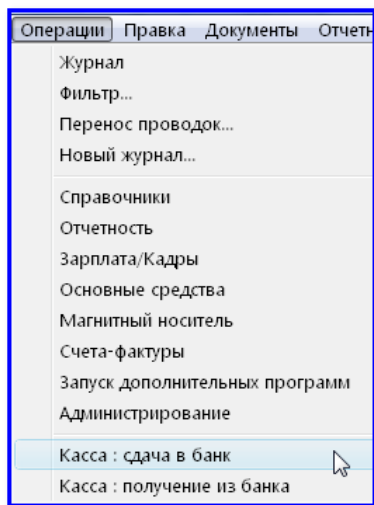 Операции Правка Документы Отчетн
Журнал
Фильтр...
Перенос проводок...
Новый журнал...
Справочники
Отчетность
Зарплата/Кадры
Основные средства
Магнитный носитель
Счета-фактуры
Запуск дополнительных программ
Администрирование
Касса : сдача в банк
Касса : получение из банка